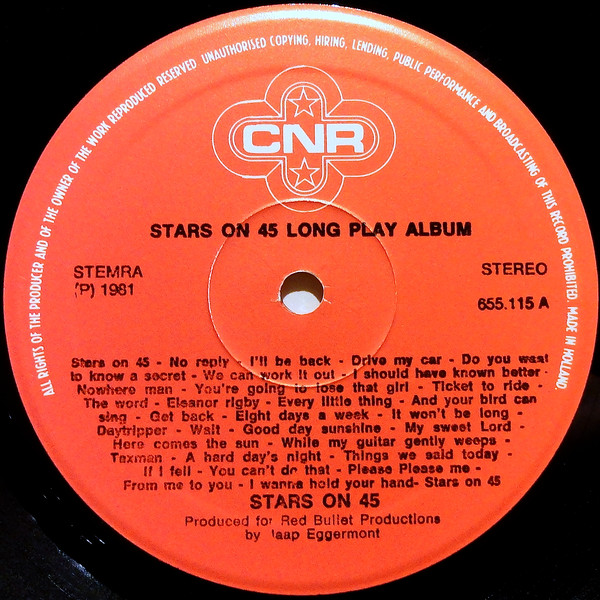 ALL RIGHTS OF THE PRODUCER AND OF THE OWNER OF THE WORK REPRODUCED RESERVED UNAUTHORISED COPYING, HIRING, LENDING, PUBLIC PERFORMANCE AND BROADCASTING OF THIS RECORD PROHIBITED. MADE IN HOLLAND
CNR
STARS ON 45 LONG PLAY ALBUM
STEMRA
(P) 1981
STEREO
655.115 A
Stars on 45 - No reply - I'll be back - Drive my car - Do you want
to know a secret - We can work it out - I should have known better -
Nowhere man - You're going to lose that girl - Ticket to ride -
The word - Eleanor rigby - Every little thing - And your bird can
sing - Get back - Eight days a week - It won't be long -
Daytripper - Wait - Good day sunshine - My sweet Lord -
Here comes the sun - While my guitar gently weeps -
Taxman - A hard day's night - Things we said today -
If I fell - You can't do that - Please Please me -
From me to you - I wanna hold your hand- Stars on 45
STARS ON 45
Produced for Red Bullet Productions
by Jaap Eggermont